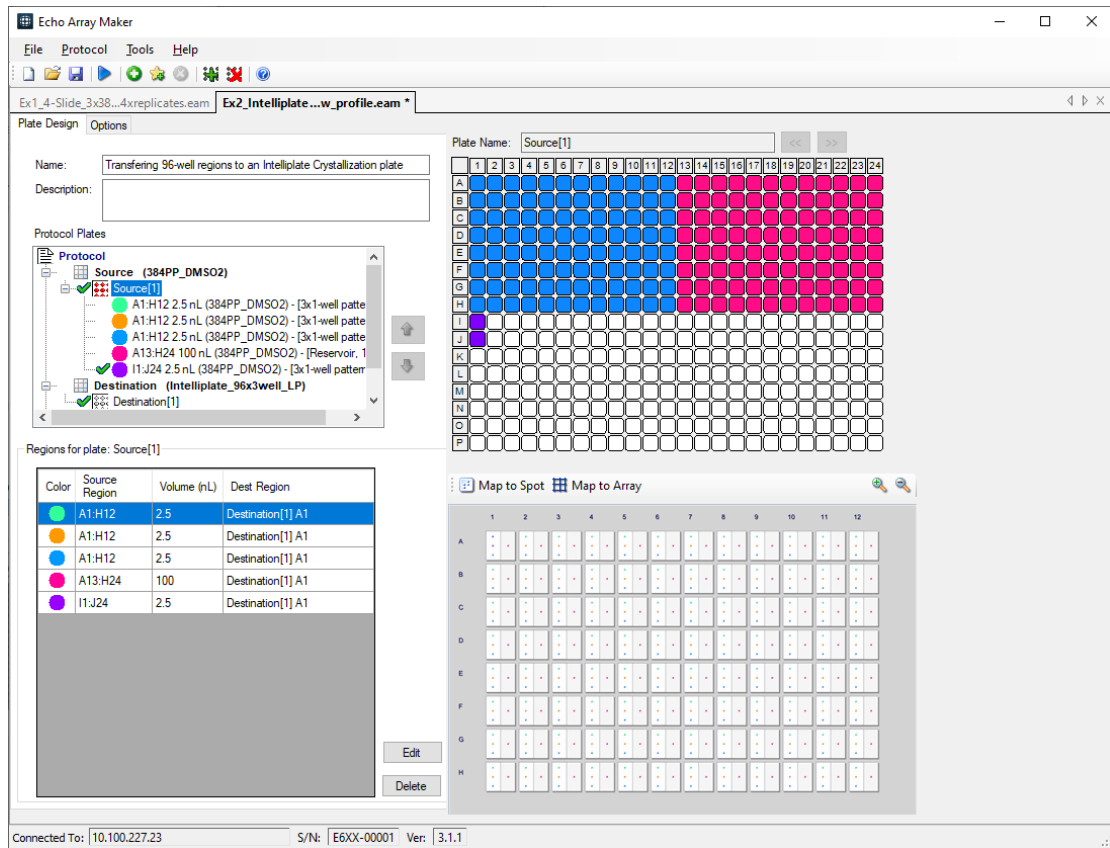 Echo Array Maker
File Protocol Tools Help
Ex1_4-Slide_3x38...4xreplicates.eam Ex2_Intelliplate...w_profile.eam *
Plate Design Options
Name: Transfering 96-well regions to an Intelliplate Crystallization plate
Description:
Protocol Plates
Protocol
Source (384PP_DMSO2)
Source[1]
A1:H12 2.5 nL (384PP_DMSO2) - [3x1-well patte
A1:H12 2.5 nL (384PP_DMSO2) - [3x1-well patte
A1:H12 2.5 nL (384PP_DMSO2) - [3x1-well patte
A13:H24 100 nL (384PP_DMSO2) - [Reservoir, 1
I1:J24 2.5 nL (384PP_DMSO2) - [3x1-well pattern
Destination (Intelliplate_96x3well_LP)
Destination[1]
Regions for plate: Source[1]
Color Source Region Volume (nL) Dest Region
A1:H12 2.5 Destination[1] A1
A1:H12 2.5 Destination[1] A1
A1:H12 2.5 Destination[1] A1
A13:H24 100 Destination[1] A1
I1:J24 2.5 Destination[1] A1
Edit
Delete
Plate Name: Source[1] << >>
1 2 3 4 5 6 7 8 9 10 11 12 13 14 15 16 17 18 19 20 21 22 23 24
A
B
C
D
E
F
G
H
I
J
K
L
M
N
O
P
Map to Spot Map to Array
1 2 3 4 5 6 7 8 9 10 11 12
A
B
C
D
E
F
G
H
Connected To: 10.100.227.23 S/N: E6XX-00001 Ver: 3.1.1